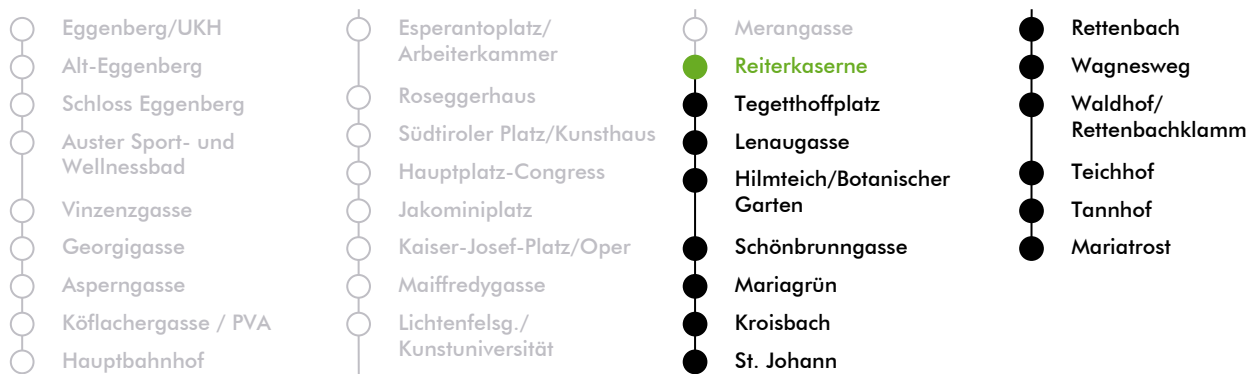 Eggenberg/UKH
Alt-Eggenberg
Schloss Eggenberg
Auster Sport- und
Wellnessbad
Vinzenzgasse
Georgigasse
Asperngasse
Köflachergasse / PVA
Hauptbahnhof
Esperantoplatz/
Arbeiterkammer
Roseggerhaus
Südtiroler Platz/Kunsthaus
Hauptplatz-Congress
Jakominiplatz
Kaiser-Josef-Platz/Oper
Maiffredygasse
Lichtenfelsg./
Kunstuniversität
Merangasse
Reiterkaserne
Tegetthoffplatz
Lenaugasse
Hilmteich/Botanischer
Garten
Schönbrunngasse
Mariagrün
Kroisbach
St. Johann
Rettenbach
Wagnesweg
Waldhof/
Rettenbachklamm
Teichhof
Tannhof
Mariatrost